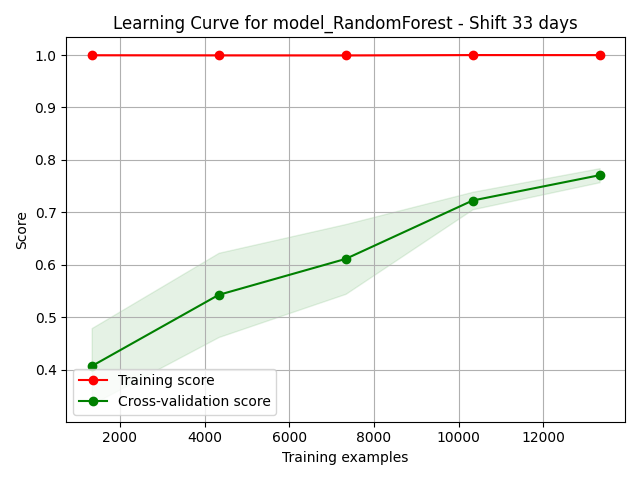 Learning Curve for model_RandomForest - Shift 33 days
1.0
0.9
0.8
0.7
0.6
0.5
0.4
Score
Training score
Cross-validation score
2000 4000 6000 8000 10000 12000
Training examples